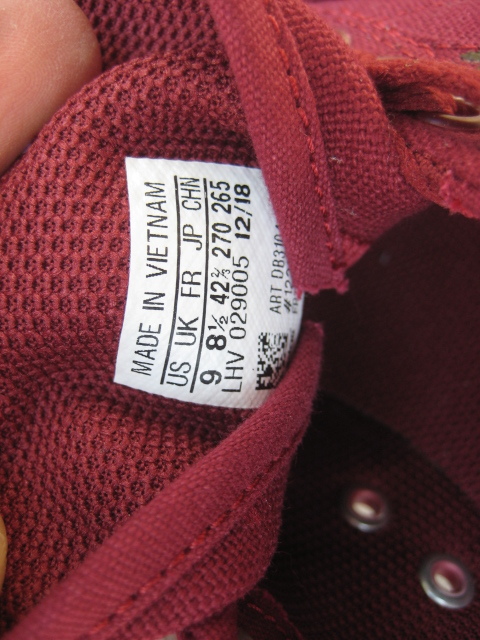 MADE IN VIETNAM
US UK FR JP CHN
9 8½ 42⅔ 270 265
LHV 029005 12/18
ART